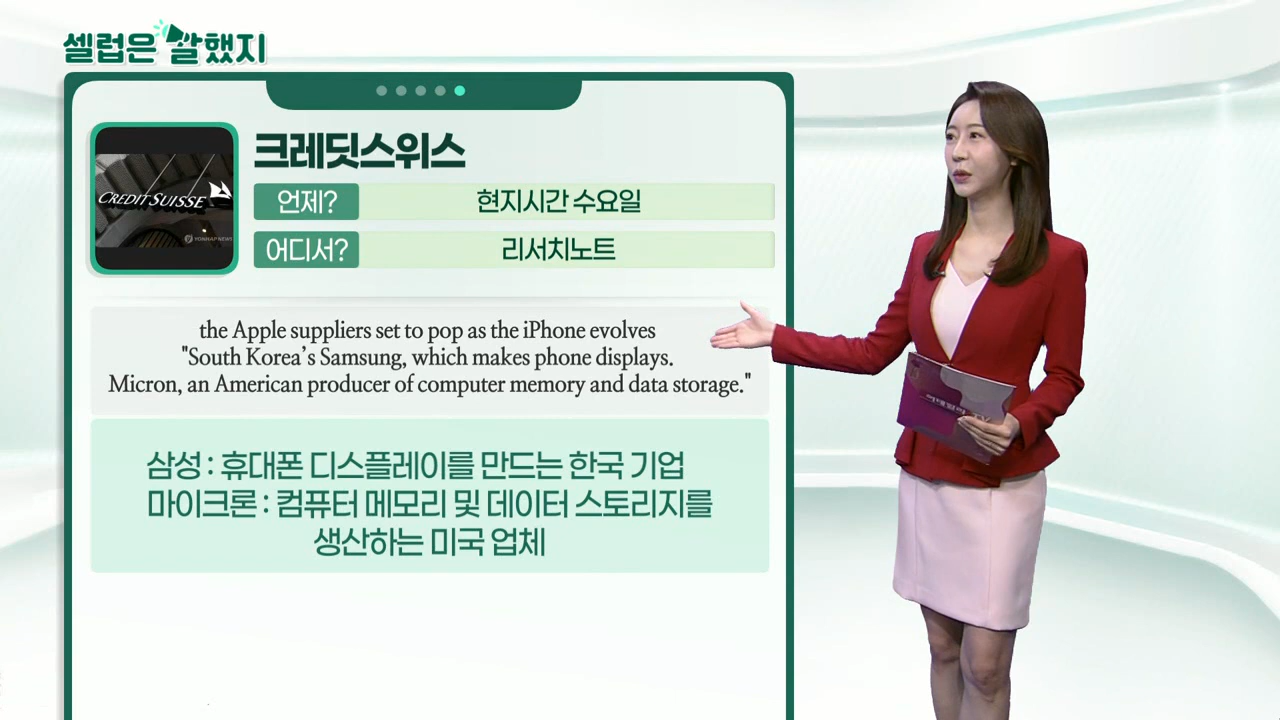 셀럽은 말했지
크레딧스위스
CREDIT SUISSE
YONHAP NEWS
언제? 현지시간 수요일
어디서? 리서치노트
the Apple suppliers set to pop as the iPhone evolves
"South Korea’s Samsung, which makes phone displays.
Micron, an American producer of computer memory and data storage."
삼성 : 휴대폰 디스플레이를 만드는 한국 기업
마이크론 : 컴퓨터 메모리 및 데이터 스토리지를
생산하는 미국 업체